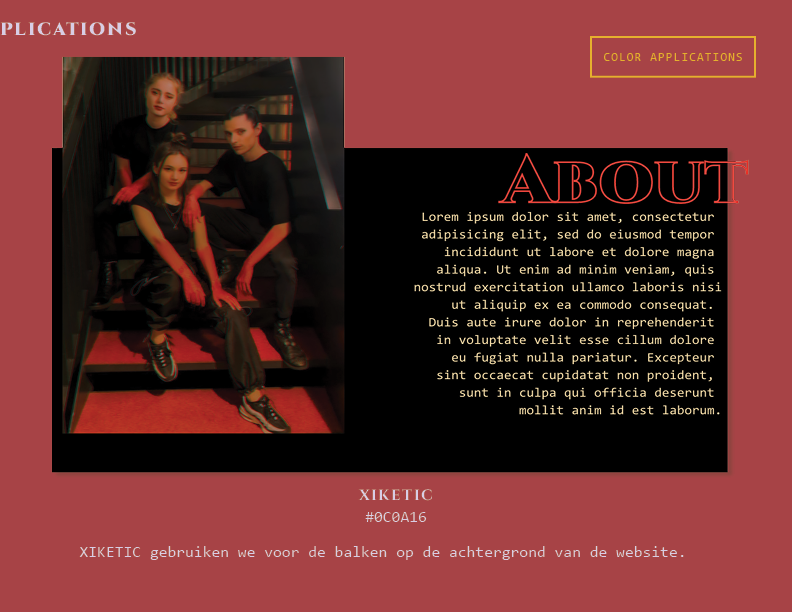 PLICATIONS
COLOR APPLICATIONS
ABOUT
Lorem ipsum dolor sit amet, consectetur
adipisicing elit, sed do eiusmod tempor
incididunt ut labore et dolore magna
aliqua. Ut enim ad minim veniam, quis
nostrud exercitation ullamco laboris nisi
ut aliquip ex ea commodo consequat.
Duis aute irure dolor in reprehenderit
in voluptate velit esse cillum dolore
eu fugiat nulla pariatur. Excepteur
sint occaecat cupidatat non proident,
sunt in culpa qui officia deserunt
mollit anim id est laborum.
XIKETIC
#0C0A16
XIKETIC gebruiken we voor de balken op de achtergrond van de website.